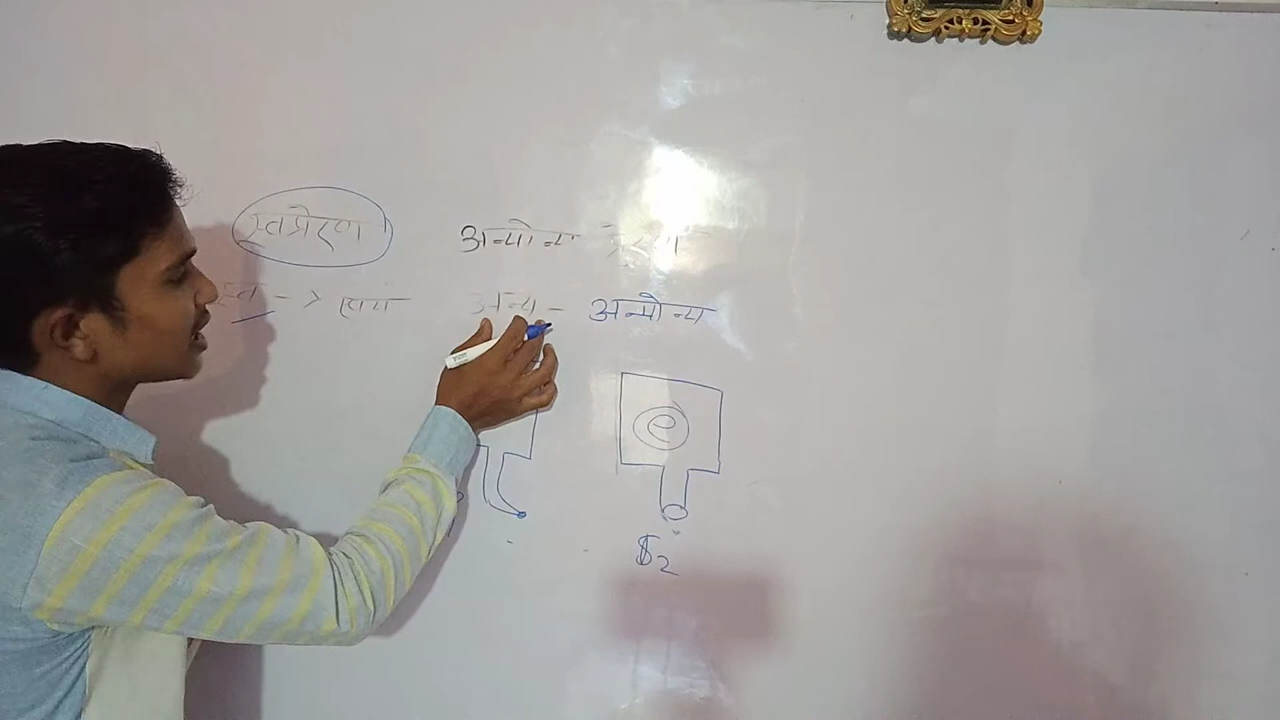 स्वप्रेरण अन्योन्य प्रेरण
स्व -> स्वयं अन्य - अन्योन्य
e
S2